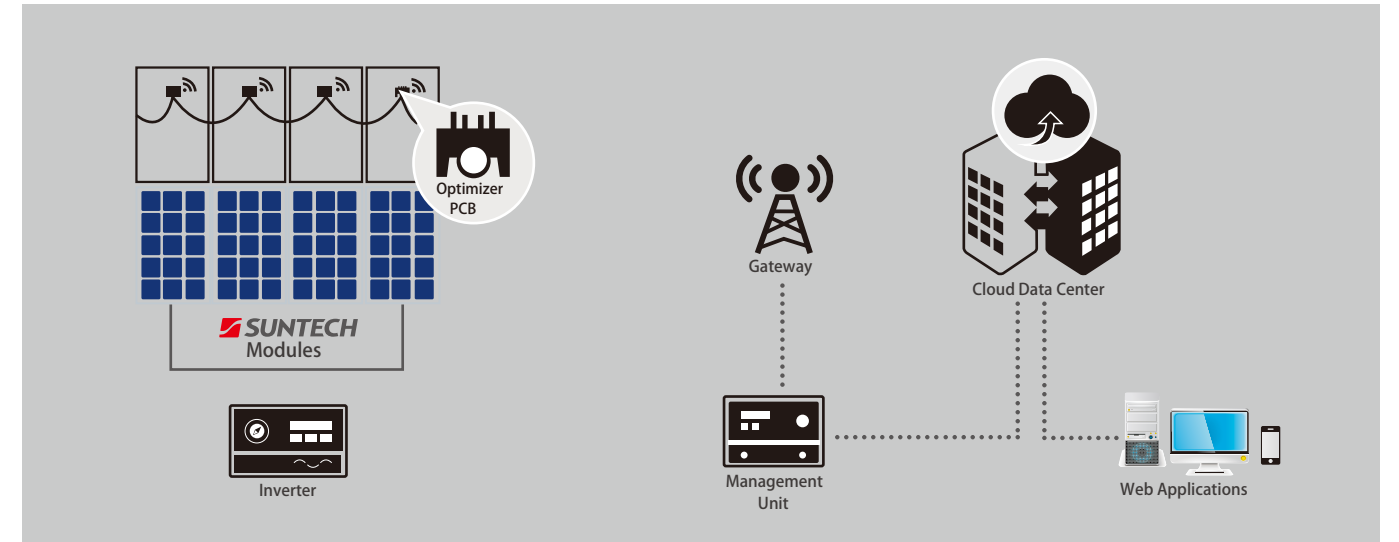 Optimizer
PCB
SUNTECH
Modules
Inverter
Gateway
Management
Unit
Cloud Data Center
Web Applications